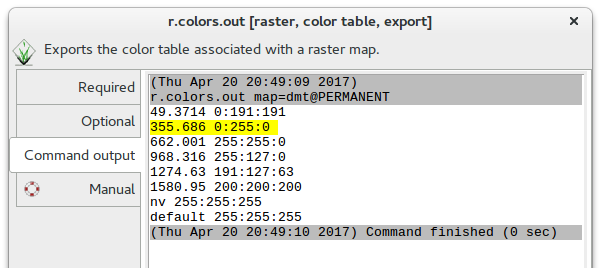 r.colors.out [raster, color table, export]
Exports the color table associated with a raster map.
Required
Optional
Command output
Manual
(Thu Apr 20 20:49:09 2017)
r.colors.out map=dmt@PERMANENT
49.3714 0:191:191
355.686 0:255:0
662.001 255:255:0
968.316 255:127:0
1274.63 191:127:63
1580.95 200:200:200
nv 255:255:255
default 255:255:255
(Thu Apr 20 20:49:10 2017) Command finished (0 sec)